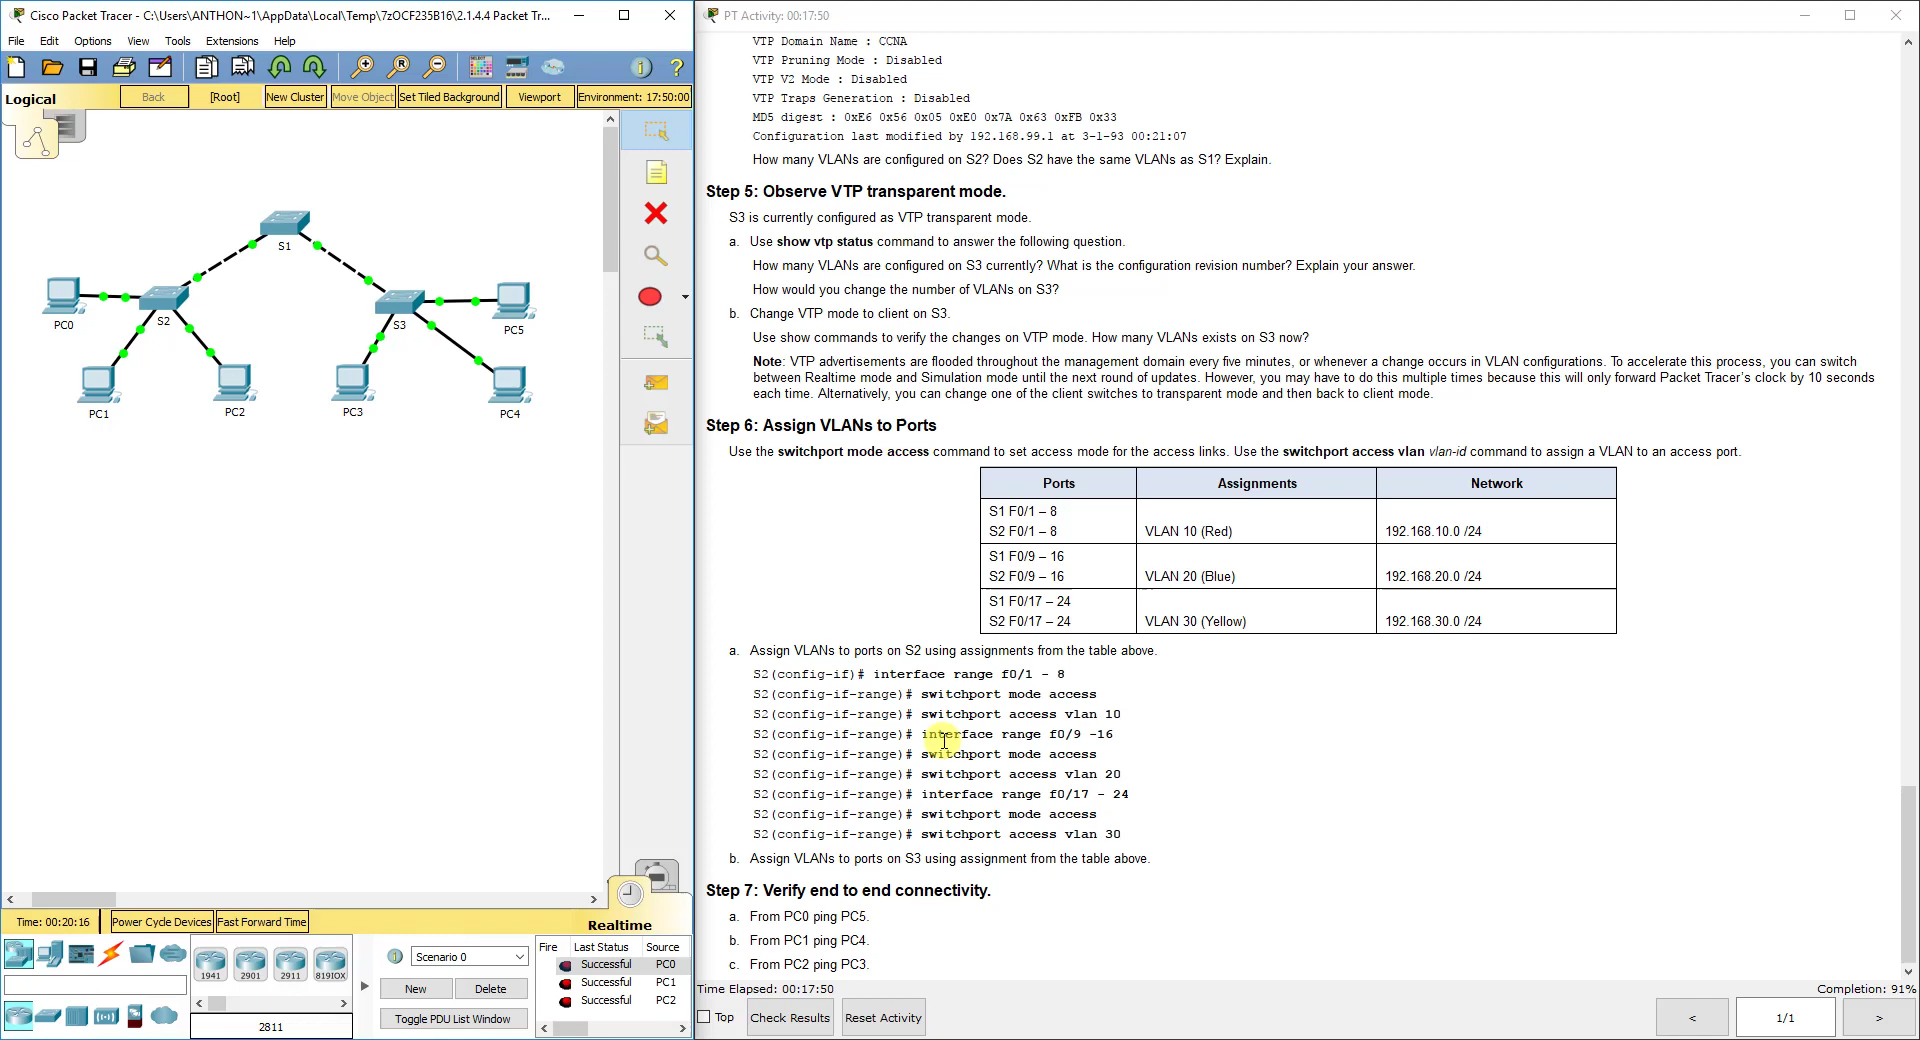 Cisco Packet Tracer - C:\Users\ANTHON~1\AppData\Local\Temp\7zOCF235B16\2.1.4.4 Packet Tr...
File Edit Options View Tools Extensions Help
Logical Back [Root] New Cluster Move Object Set Tiled Background Viewport Environment: 17:50:00
S1
PC0 S2 S3 PC5
PC1 PC2 PC3 PC4
Time: 00:20:16 Power Cycle Devices Fast Forward Time Realtime
1941 2901 2911 819IOX
2811
Scenario 0
New Delete
Toggle PDU List Window
Fire Last Status Source
Successful PC0
Successful PC1
Successful PC2
PT Activity: 00:17:50
VTP Domain Name : CCNA
VTP Pruning Mode : Disabled
VTP V2 Mode : Disabled
VTP Traps Generation : Disabled
MD5 digest : 0xE6 0x56 0x05 0xE0 0x7A 0x63 0xFB 0x33
Configuration last modified by 192.168.99.1 at 3-1-93 00:21:07
How many VLANs are configured on S2? Does S2 have the same VLANs as S1? Explain.
Step 5: Observe VTP transparent mode.
S3 is currently configured as VTP transparent mode.
a. Use show vtp status command to answer the following question.
How many VLANs are configured on S3 currently? What is the configuration revision number? Explain your answer.
How would you change the number of VLANs on S3?
b. Change VTP mode to client on S3.
Use show commands to verify the changes on VTP mode. How many VLANs exists on S3 now?
Note: VTP advertisements are flooded throughout the management domain every five minutes, or whenever a change occurs in VLAN configurations. To accelerate this process, you can switch
between Realtime mode and Simulation mode until the next round of updates. However, you may have to do this multiple times because this will only forward Packet Tracer's clock by 10 seconds
each time. Alternatively, you can change one of the client switches to transparent mode and then back to client mode.
Step 6: Assign VLANs to Ports
Use the switchport mode access command to set access mode for the access links. Use the switchport access vlan vlan-id command to assign a VLAN to an access port.
Ports Assignments Network
S1 F0/1 – 8
S2 F0/1 – 8 VLAN 10 (Red) 192.168.10.0 /24
S1 F0/9 – 16
S2 F0/9 – 16 VLAN 20 (Blue) 192.168.20.0 /24
S1 F0/17 – 24
S2 F0/17 – 24 VLAN 30 (Yellow) 192.168.30.0 /24
a. Assign VLANs to ports on S2 using assignments from the table above.
S2(config-if)# interface range f0/1 - 8
S2(config-if-range)# switchport mode access
S2(config-if-range)# switchport access vlan 10
S2(config-if-range)# interface range f0/9 -16
S2(config-if-range)# switchport mode access
S2(config-if-range)# switchport access vlan 20
S2(config-if-range)# interface range f0/17 - 24
S2(config-if-range)# switchport mode access
S2(config-if-range)# switchport access vlan 30
b. Assign VLANs to ports on S3 using assignment from the table above.
Step 7: Verify end to end connectivity.
a. From PC0 ping PC5.
b. From PC1 ping PC4.
c. From PC2 ping PC3.
Time Elapsed: 00:17:50 Completion: 91%
Top Check Results Reset Activity < 1/1 >